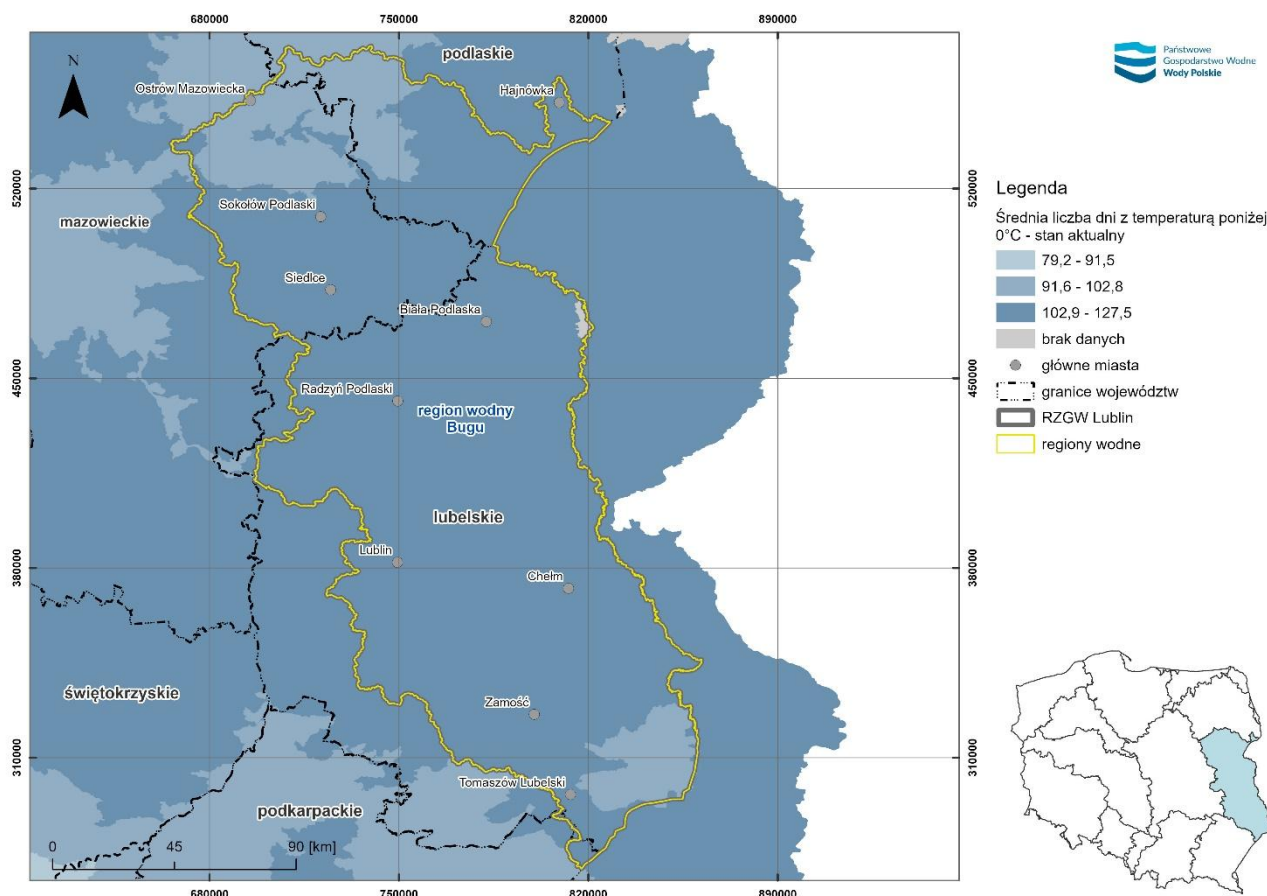 680000 750000 820000 890000
podlaskie
N
Ostrów Mazowiecka
Hajnówka
520000 520000
mazowieckie
Sokołów Podlaski
Siedlce
Biała Podlaska
450000 450000
Radzyń Podlaski
region wodny
Bugu
lubelskie
Lublin
Chełm
380000 380000
świętokrzyskie
Zamość
310000 310000
Tomaszów Lubelski
podkarpackie
0 45 90 [km]
680000 750000 820000 890000
Państwowe
Gospodarstwo Wodne
Wody Polskie
Legenda
Średnia liczba dni z temperaturą poniżej
0°C - stan aktualny
79,2 - 91,5
91,6 - 102,8
102,9 - 127,5
brak danych
główne miasta
granice województw
RZGW Lublin
regiony wodne